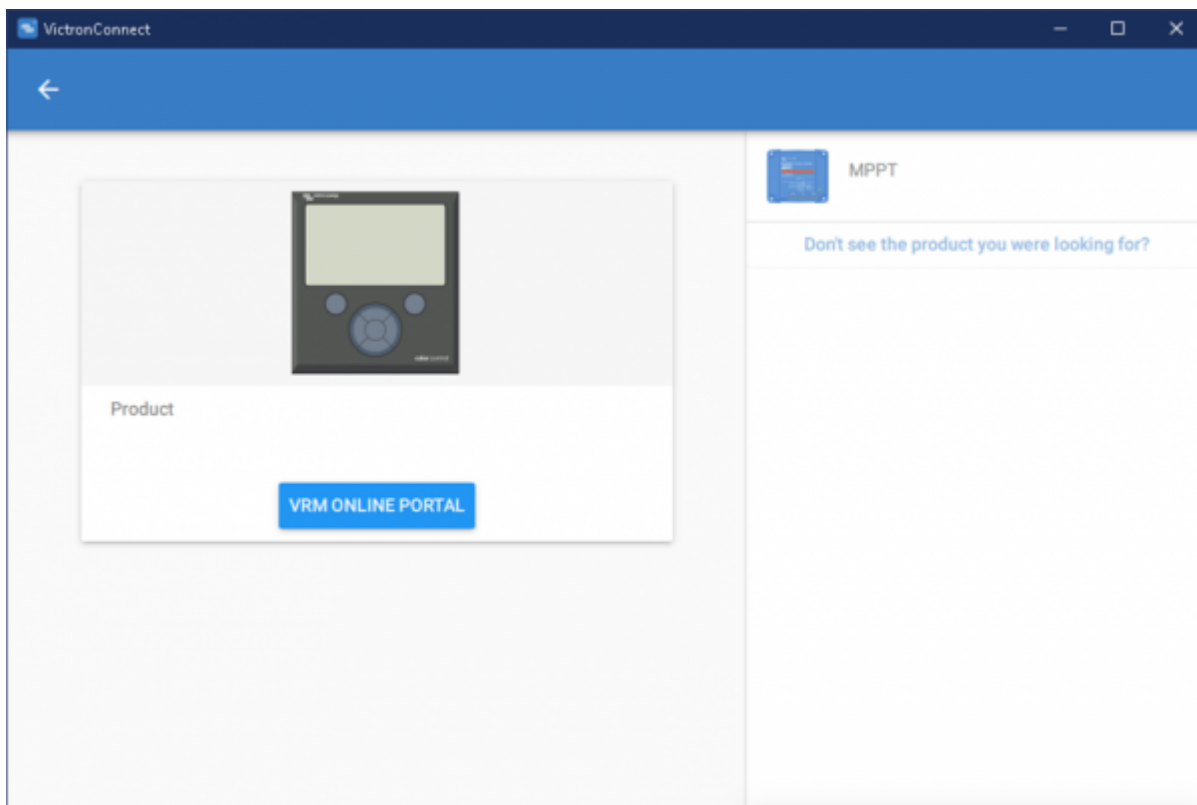 VictronConnect
MPPT
Don't see the product you were looking for?
Product
VRM ONLINE PORTAL